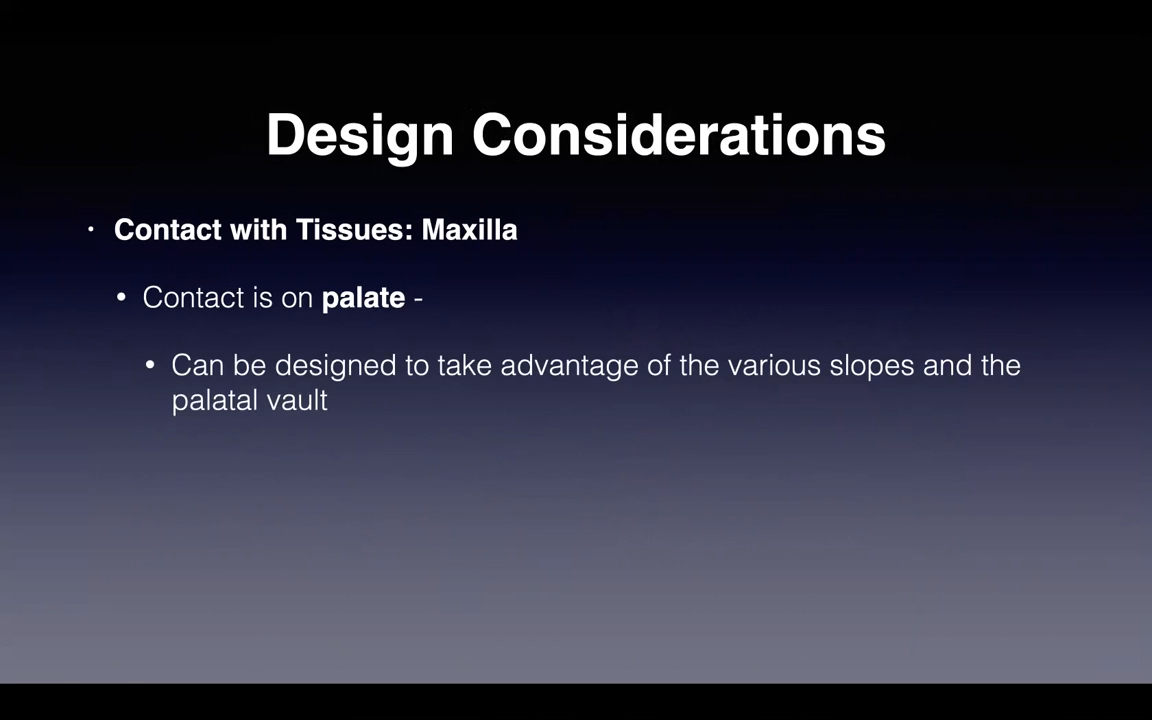 Design Considerations
• Contact with Tissues: Maxilla
• Contact is on palate -
• Can be designed to take advantage of the various slopes and the
palatal vault